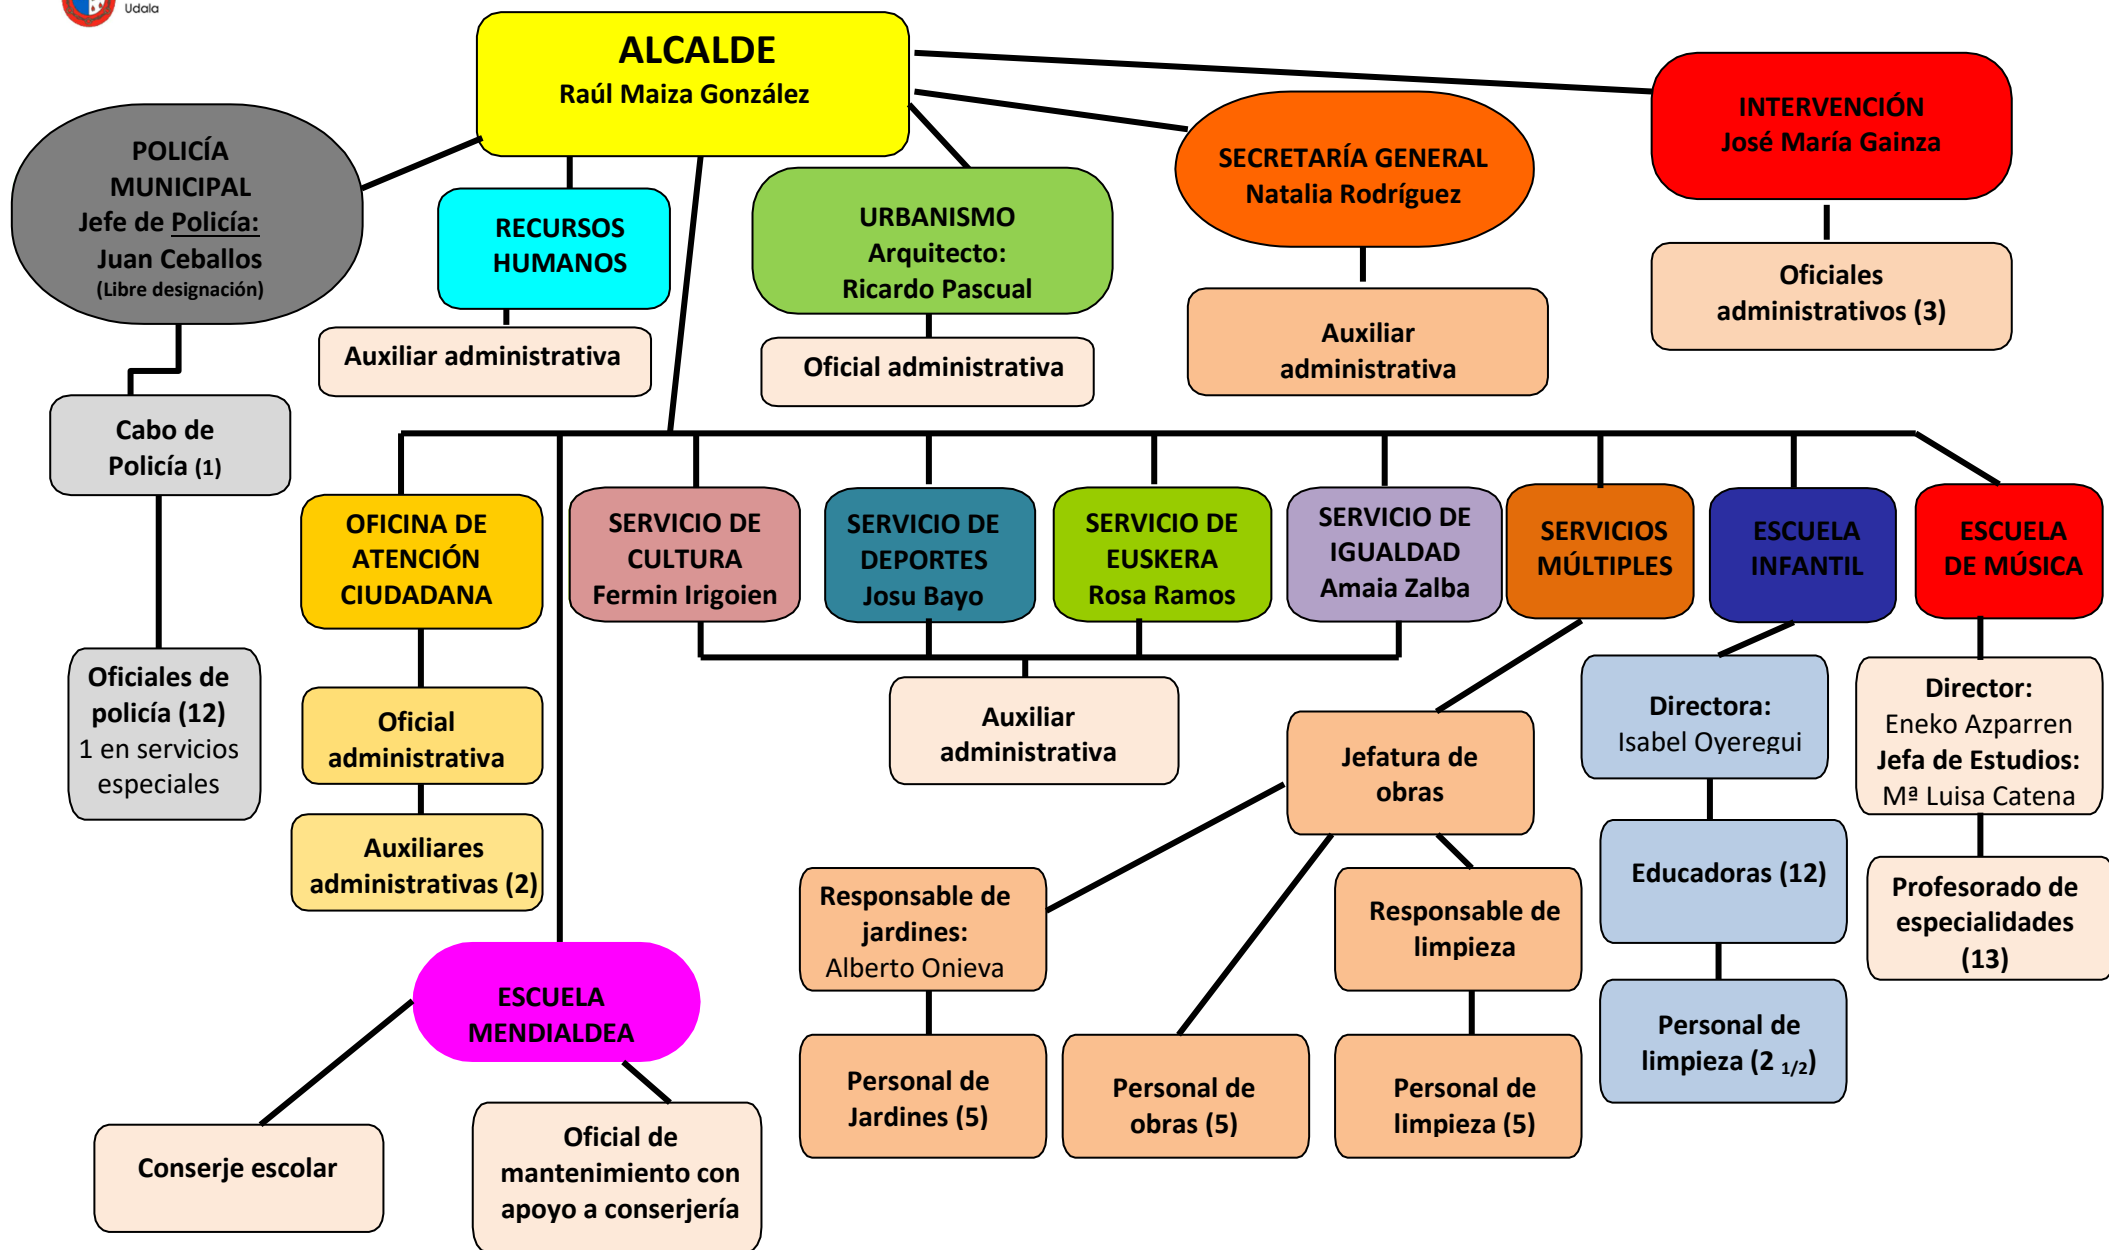 Udala
ALCALDE
Raúl Maiza González
POLICÍA
MUNICIPAL
Jefe de Policía:
Juan Ceballos
(Libre designación)
RECURSOS
HUMANOS
URBANISMO
Arquitecto:
Ricardo Pascual
SECRETARÍA GENERAL
Natalia Rodríguez
INTERVENCIÓN
José María Gainza
Auxiliar administrativa
Oficial administrativa
Auxiliar
administrativa
Oficiales
administrativos (3)
Cabo de
Policía (1)
Oficiales de
policía (12)
1 en servicios
especiales
OFICINA DE
ATENCIÓN
CIUDADANA
SERVICIO DE
CULTURA
Fermin Irigoien
SERVICIO DE
DEPORTES
Josu Bayo
SERVICIO DE
EUSKERA
Rosa Ramos
SERVICIO DE
IGUALDAD
Amaia Zalba
SERVICIOS
MÚLTIPLES
ESCUELA
INFANTIL
ESCUELA
DE MÚSICA
Oficial
administrativa
Auxiliares
administrativas (2)
Auxiliar
administrativa
Jefatura de
obras
Directora:
Isabel Oyeregui
Director:
Eneko Azparren
Jefa de Estudios:
Mª Luisa Catena
Educadoras (12)
Profesorado de
especialidades
(13)
Responsable de
jardines:
Alberto Onieva
Responsable de
limpieza
Personal de
limpieza (2 1/2)
ESCUELA
MENDIALDEA
Personal de
Jardines (5)
Personal de
obras (5)
Personal de
limpieza (5)
Conserje escolar
Oficial de
mantenimiento con
apoyo a conserjería